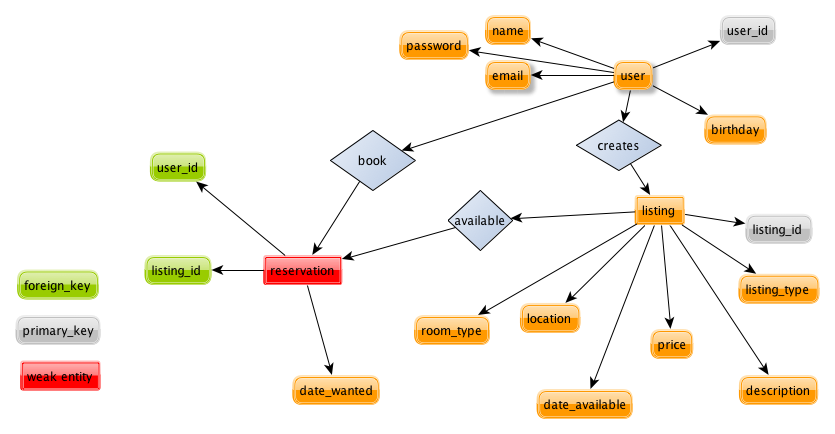 name
user_id
password
email
user
birthday
book
creates
user_id
available
listing
listing_id
listing_id
reservation
foreign_key
listing_type
room_type
location
primary_key
price
weak entity
date_wanted
date_available
description